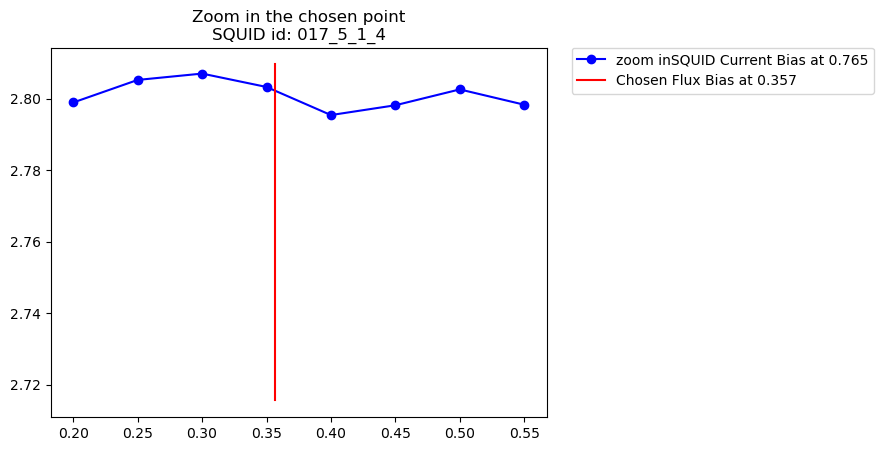 Zoom in the chosen point
SQUID id: 017_5_1_4
zoom inSQUID Current Bias at 0.765
Chosen Flux Bias at 0.357
2.80
2.78
2.76
2.74
2.72
0.20 0.25 0.30 0.35 0.40 0.45 0.50 0.55